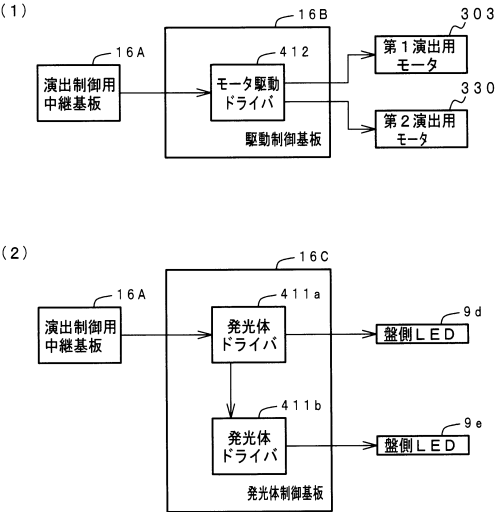 (1)
16B
16A
412
303
演出制御用
中継基板
モータ駆動
ドライバ
第1演出用
モータ
330
第2演出用
モータ
駆動制御基板
(2)
16C
16A
411a
9d
演出制御用
中継基板
発光体
ドライバ
盤側LED
411b
9e
発光体
ドライバ
盤側LED
発光体制御基板